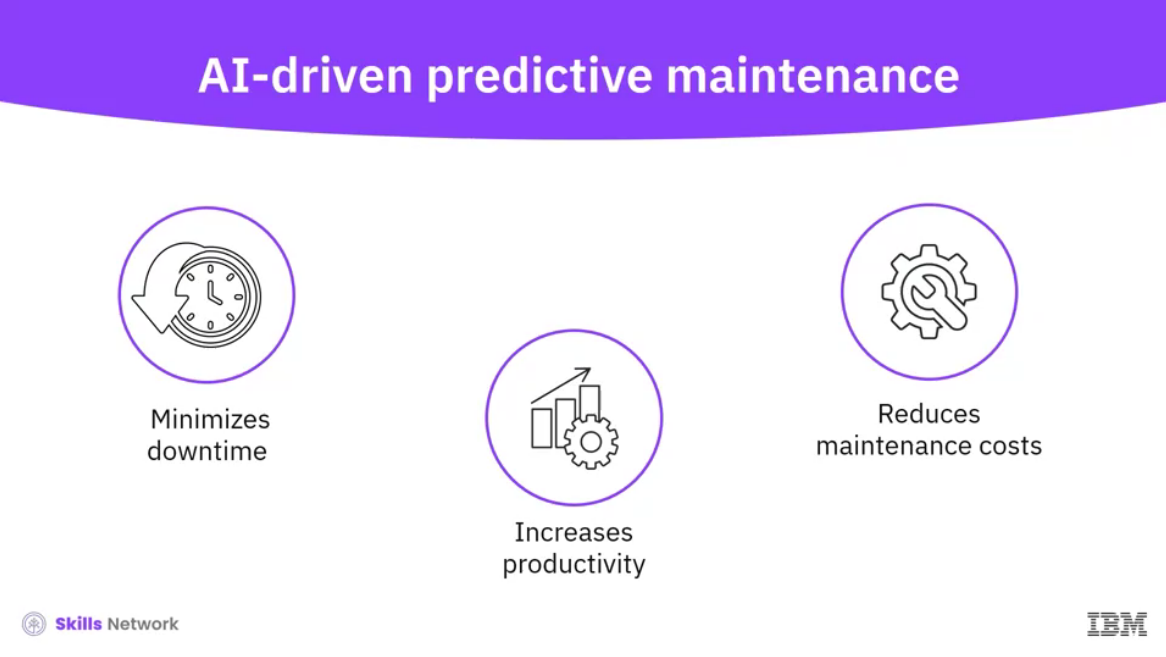 AI-driven predictive maintenance
Minimizes
downtime
Increases
productivity
Reduces
maintenance costs
Skills Network
IBM